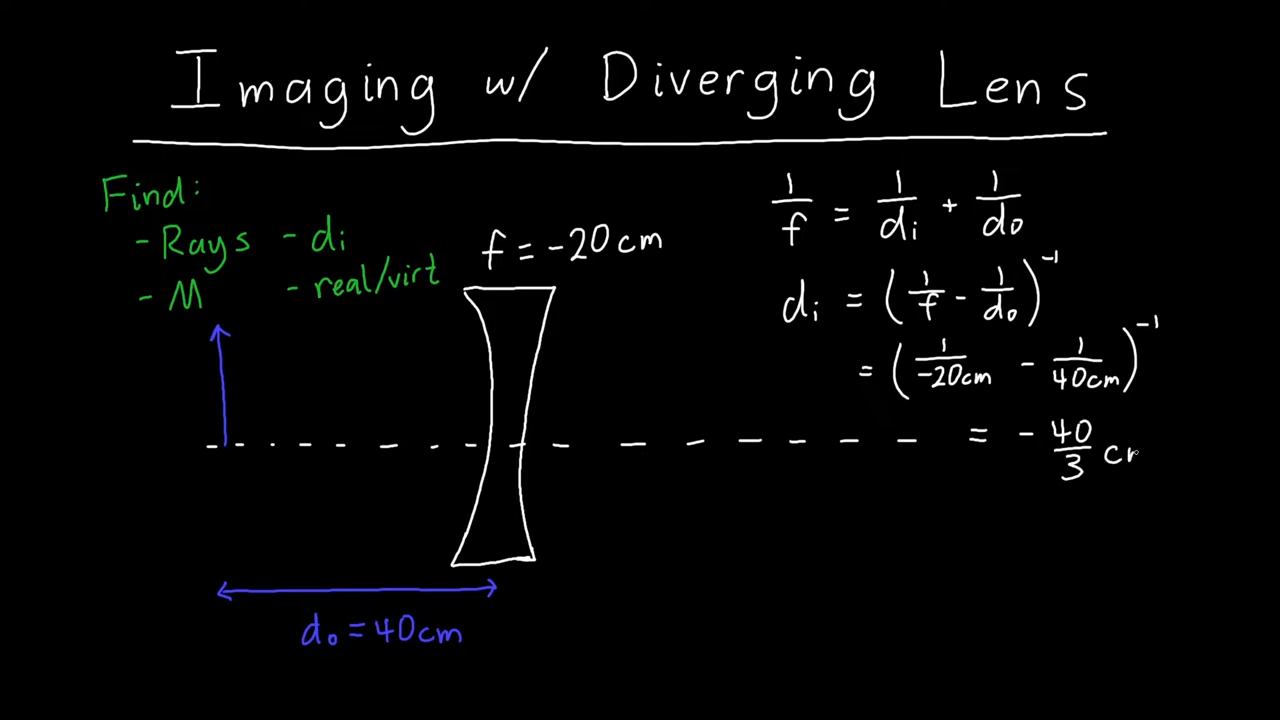 Imaging w/ Diverging Lens
Find:
- Rays - di
- M - real/virt
f = -20cm
1/f = 1/di + 1/do
di = (1/f - 1/do)^-1
= (1/-20cm - 1/40cm)^-1
= - 40/3 cr
do = 40cm